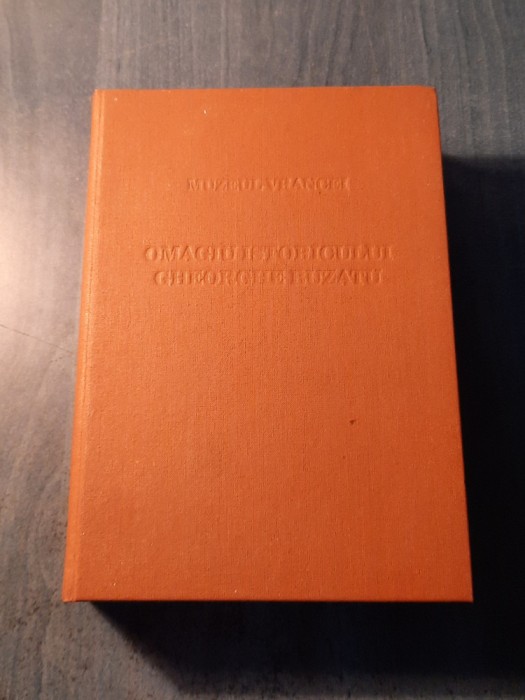 MUZEUL VRANCEI
OMAGIU ISTORICULUI
GHEORGHE BUZATU